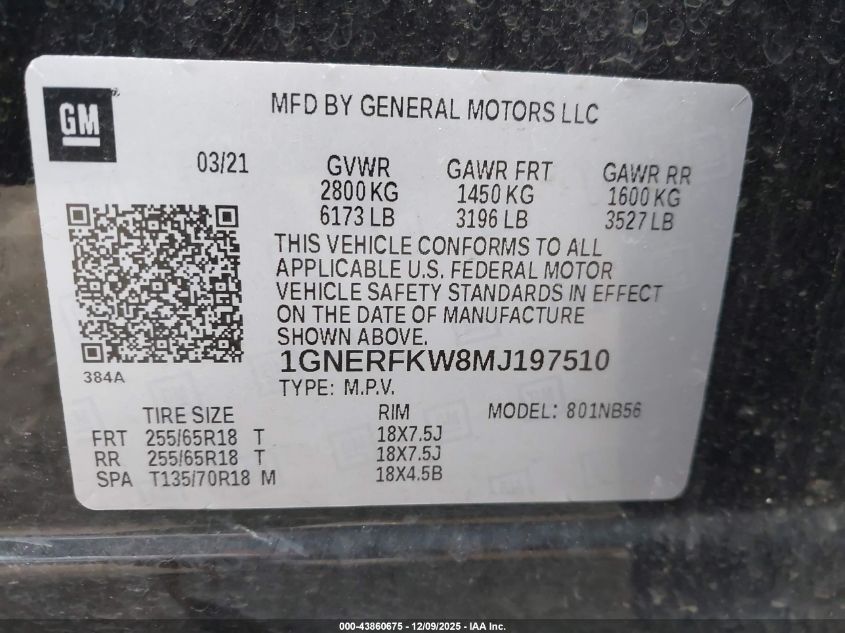 GM
MFD BY GENERAL MOTORS LLC
03/21 GVWR GAWR FRT GAWR RR
2800 KG 1450 KG 1600 KG
6173 LB 3196 LB 3527 LB
THIS VEHICLE CONFORMS TO ALL
APPLICABLE U.S. FEDERAL MOTOR
VEHICLE SAFETY STANDARDS IN EFFECT
ON THE DATE OF MANUFACTURE
SHOWN ABOVE.
384A
1GNERFKW8MJ197510
TYPE: M.P.V.
TIRE SIZE RIM MODEL: 801NB56
FRT 255/65R18 T 18X7.5J
RR 255/65R18 T 18X7.5J
SPA T135/70R18 M 18X4.5B
000-43860675 - 12/09/2025 - IAA Inc.